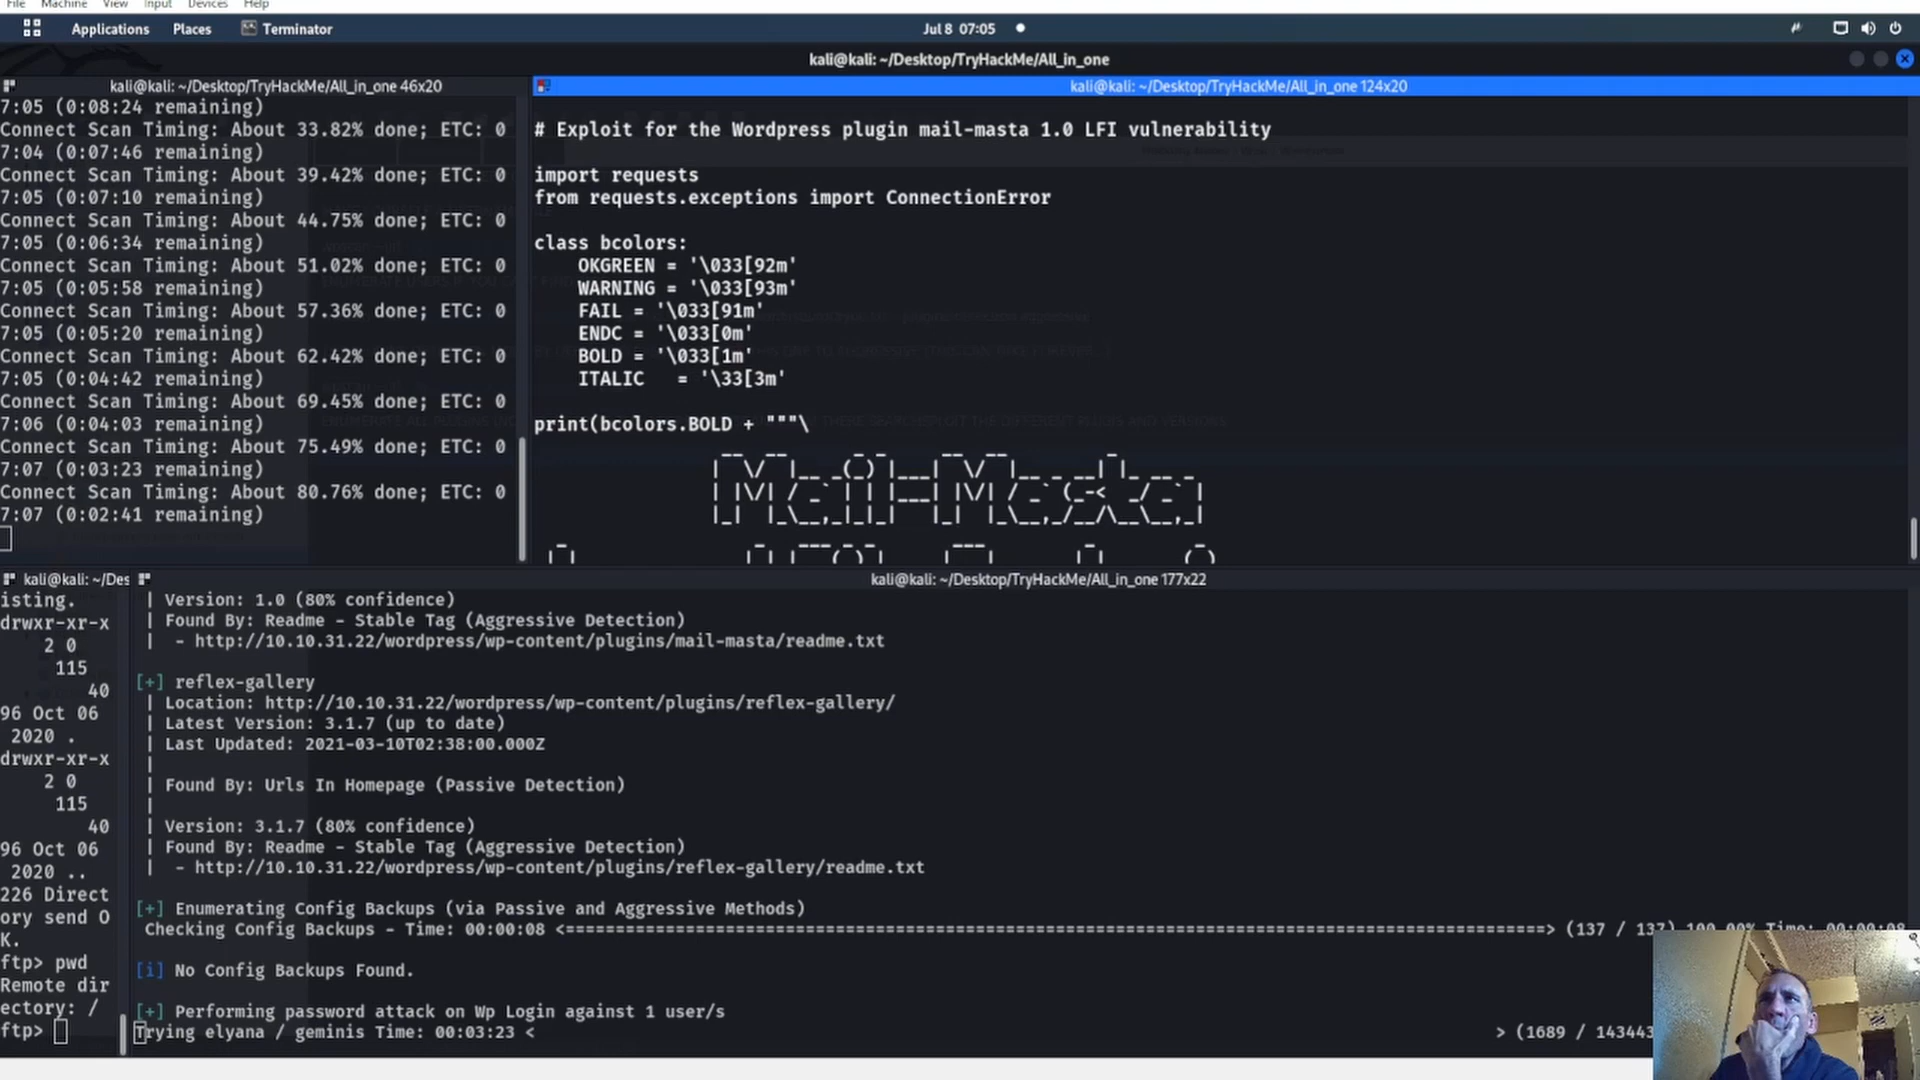 File Machine View Input Devices Help
Applications Places Terminator Jul 8 07:05
kali@kali: ~/Desktop/TryHackMe/All_in_one
kali@kali: ~/Desktop/TryHackMe/All_in_one 46x20
7:05 (0:08:24 remaining)
Connect Scan Timing: About 33.82% done; ETC: 0
7:04 (0:07:46 remaining)
Connect Scan Timing: About 39.42% done; ETC: 0
7:05 (0:07:10 remaining)
Connect Scan Timing: About 44.75% done; ETC: 0
7:05 (0:06:34 remaining)
Connect Scan Timing: About 51.02% done; ETC: 0
7:05 (0:05:58 remaining)
Connect Scan Timing: About 57.36% done; ETC: 0
7:05 (0:05:20 remaining)
Connect Scan Timing: About 62.42% done; ETC: 0
7:05 (0:04:42 remaining)
Connect Scan Timing: About 69.45% done; ETC: 0
7:06 (0:04:03 remaining)
Connect Scan Timing: About 75.49% done; ETC: 0
7:07 (0:03:23 remaining)
Connect Scan Timing: About 80.76% done; ETC: 0
7:07 (0:02:41 remaining)
kali@kali: ~/Desktop/TryHackMe/All_in_one 124x20
# Exploit for the Wordpress plugin mail-masta 1.0 LFI vulnerability
import requests
from requests.exceptions import ConnectionError
class bcolors:
OKGREEN = '\033[92m'
WARNING = '\033[93m'
FAIL = '\033[91m'
ENDC = '\033[0m'
BOLD = '\033[1m'
ITALIC   = '\33[3m'
print(bcolors.BOLD + """\
Mail-Masta
kali@kali: ~/Des
isting.
drwxr-xr-x
2 0
115
40
96 Oct 06
2020 .
drwxr-xr-x
2 0
115
40
96 Oct 06
2020 ..
226 Direct
ory send O
K.
ftp> pwd
Remote dir
ectory: /
ftp>
kali@kali: ~/Desktop/TryHackMe/All_in_one 177x22
| Version: 1.0 (80% confidence)
| Found By: Readme - Stable Tag (Aggressive Detection)
|  - http://10.10.31.22/wordpress/wp-content/plugins/mail-masta/readme.txt
[+] reflex-gallery
| Location: http://10.10.31.22/wordpress/wp-content/plugins/reflex-gallery/
| Latest Version: 3.1.7 (up to date)
| Last Updated: 2021-03-10T02:38:00.000Z
|
| Found By: Urls In Homepage (Passive Detection)
|
| Version: 3.1.7 (80% confidence)
| Found By: Readme - Stable Tag (Aggressive Detection)
|  - http://10.10.31.22/wordpress/wp-content/plugins/reflex-gallery/readme.txt
[+] Enumerating Config Backups (via Passive and Aggressive Methods)
Checking Config Backups - Time: 00:00:08 <=====================================================> (137 / 137) 100.00% Time: 00:00:08
[i] No Config Backups Found.
[+] Performing password attack on Wp Login against 1 user/s
Trying elyana / geminis Time: 00:03:23 < > (1689 / 143443